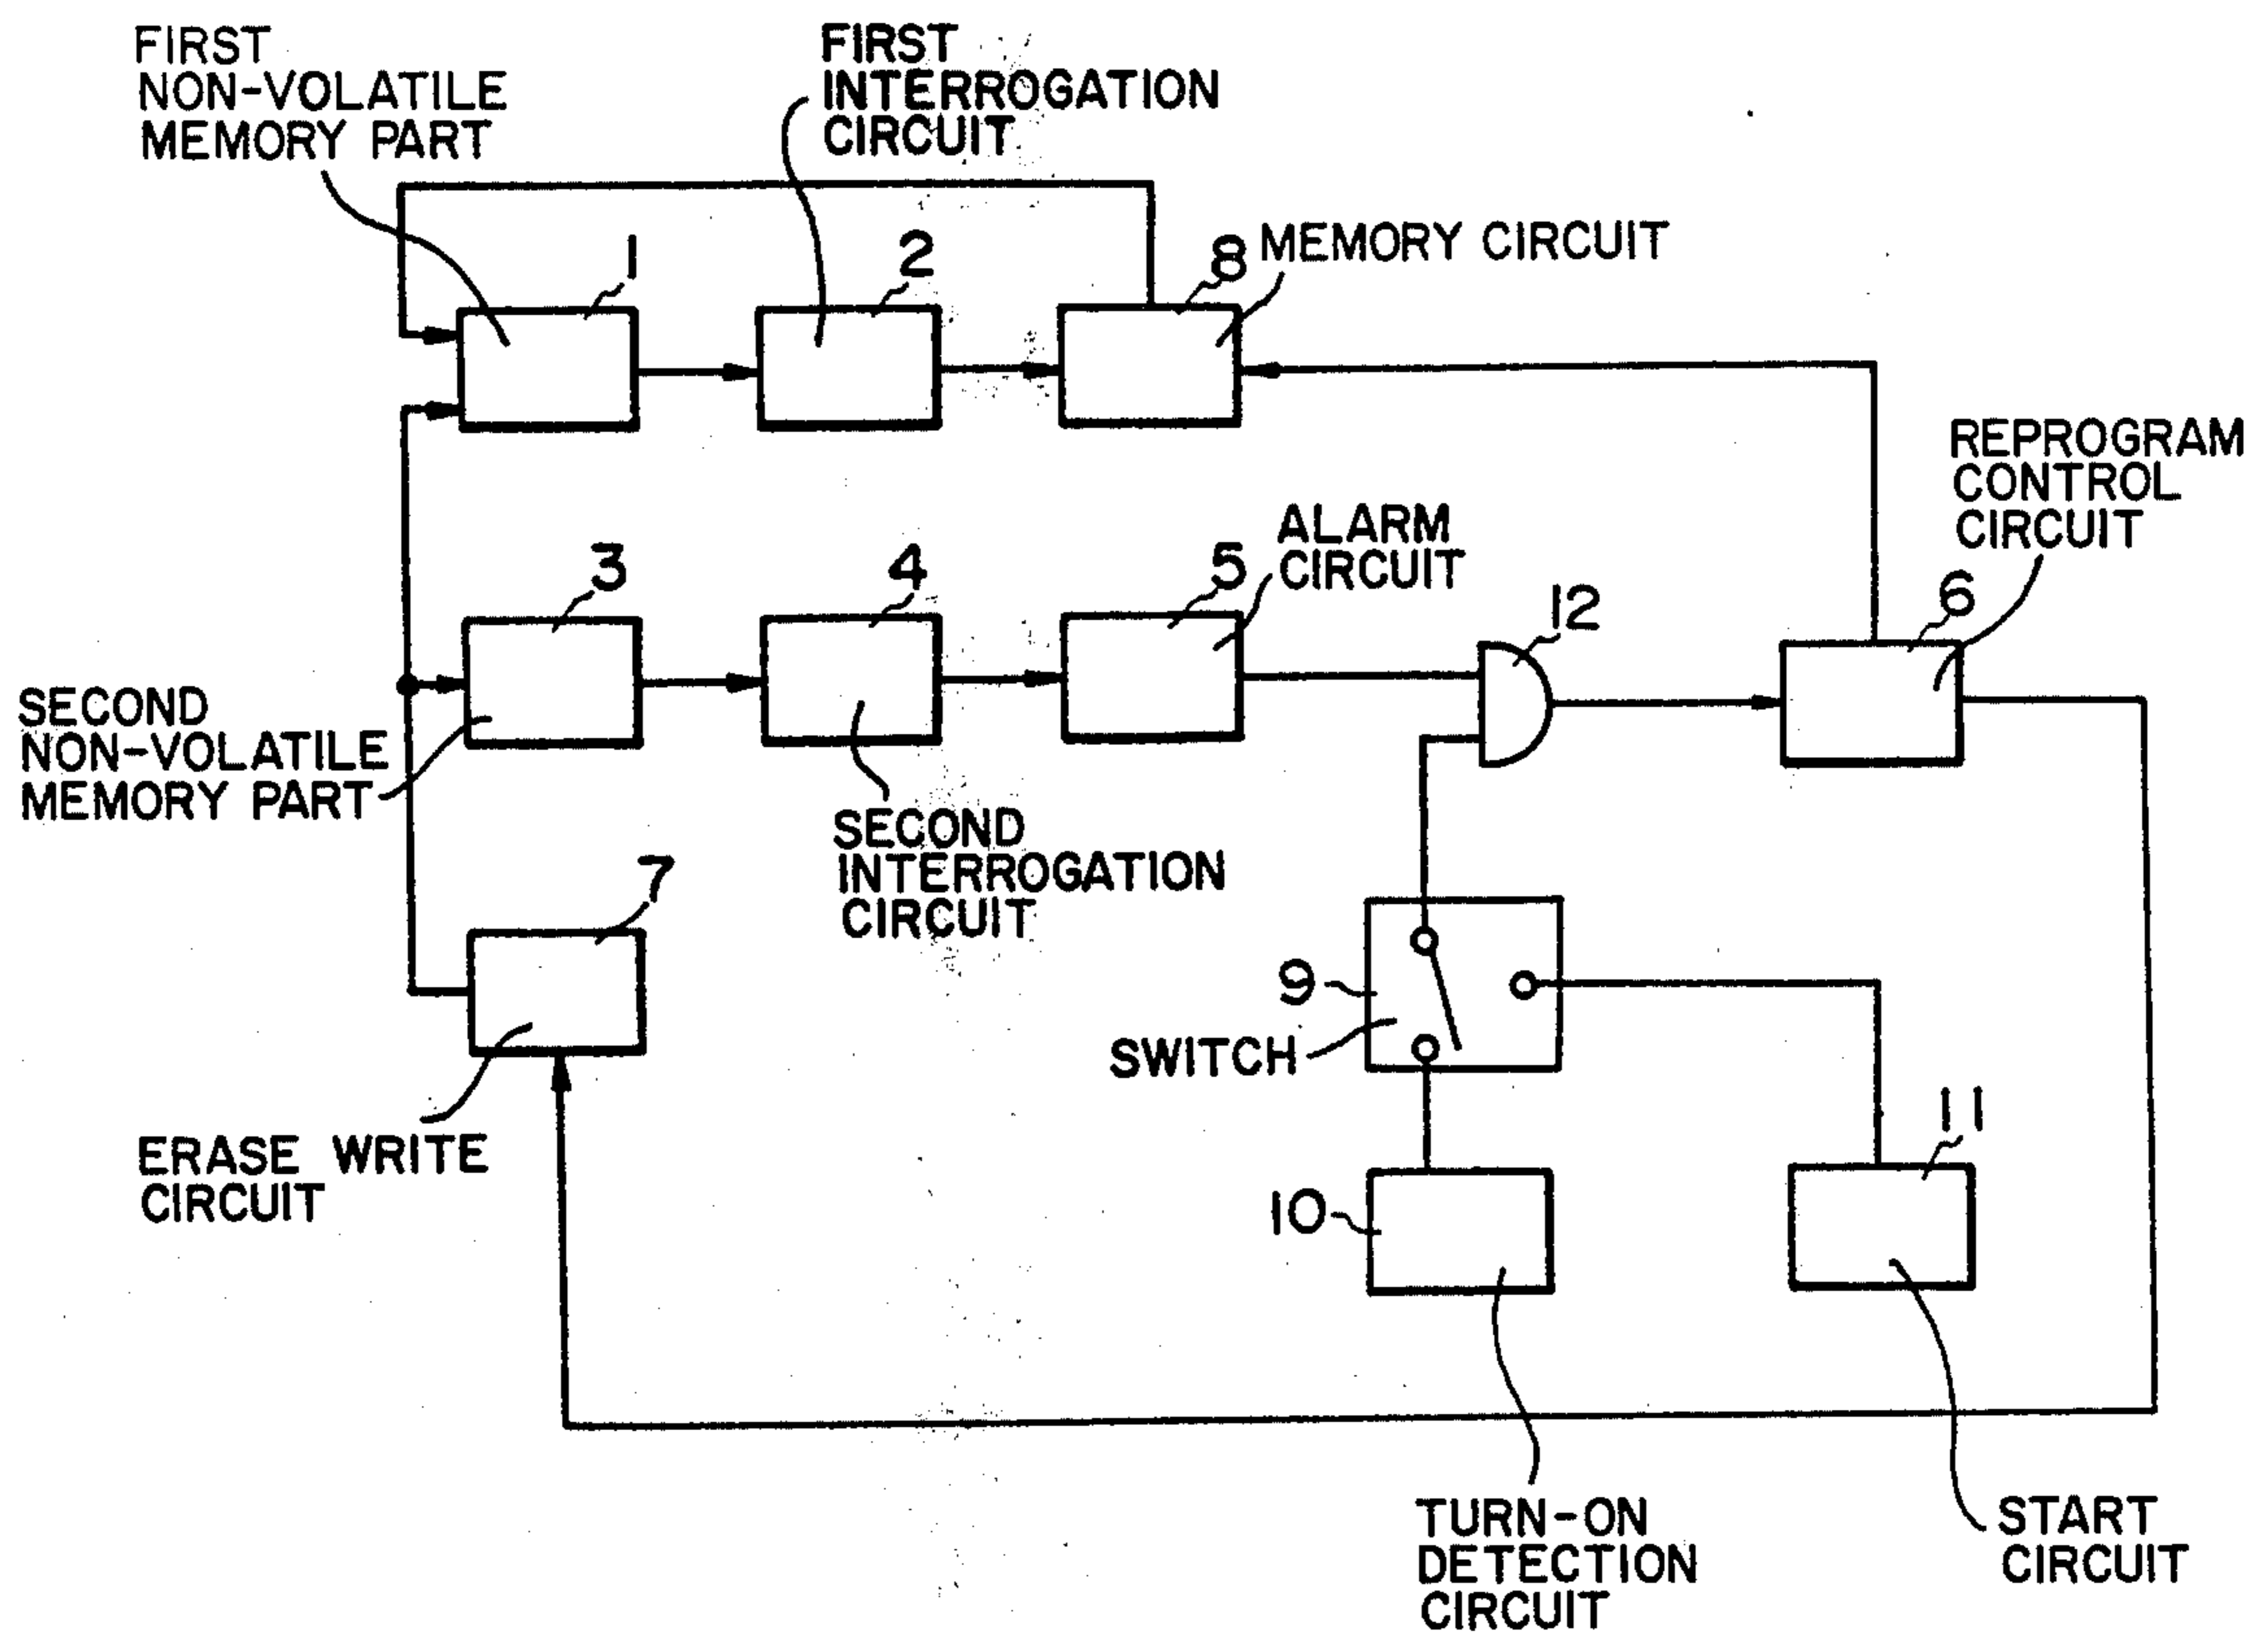 FIRST
NON-VOLATILE
MEMORY PART
FIRST
INTERROGATION
CIRCUIT
1
2
8
MEMORY CIRCUIT
REPROGRAM
CONTROL
CIRCUIT
3
4
5
ALARM
CIRCUIT
12
6
SECOND
NON-VOLATILE
MEMORY PART
SECOND
INTERROGATION
CIRCUIT
7
9
SWITCH
ERASE WRITE
CIRCUIT
10
11
TURN-ON
DETECTION
CIRCUIT
START
CIRCUIT